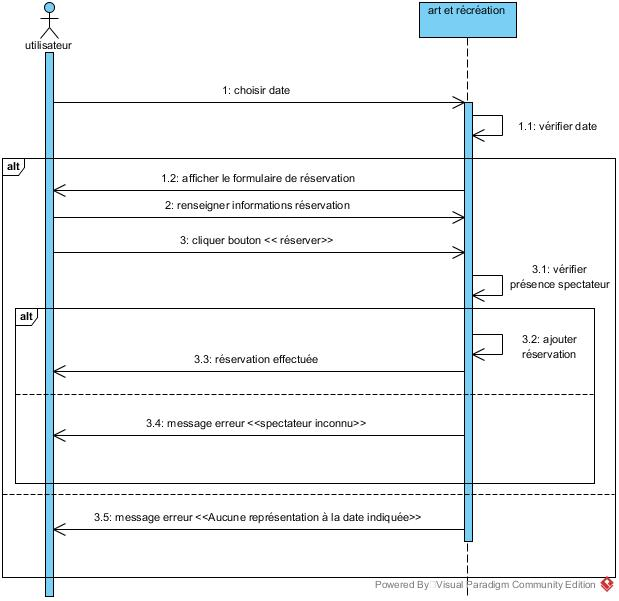 art et récréation
utilisateur
1: choisir date
1.1: vérifier date
alt
1.2: afficher le formulaire de réservation
2: renseigner informations réservation
3: cliquer bouton << réserver>>
3.1: vérifier
présence spectateur
alt
3.2: ajouter
réservation
3.3: réservation effectuée
3.4: message erreur <<spectateur inconnu>>
3.5: message erreur <<Aucune représentation à la date indiquée>>
Powered By Visual Paradigm Community Edition